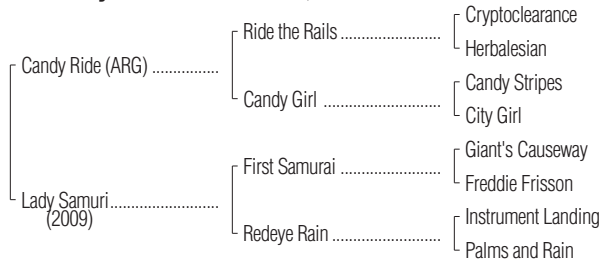 Cryptoclearance
Ride the Rails ........................
Herbalesian
Candy Ride (ARG) ................
Candy Stripes
Candy Girl ............................
City Girl
Giant's Causeway
First Samurai ........................
Freddie Frisson
Lady Samuri..........................
(2009)
Instrument Landing
Redeye Rain ..........................
Palms and Rain